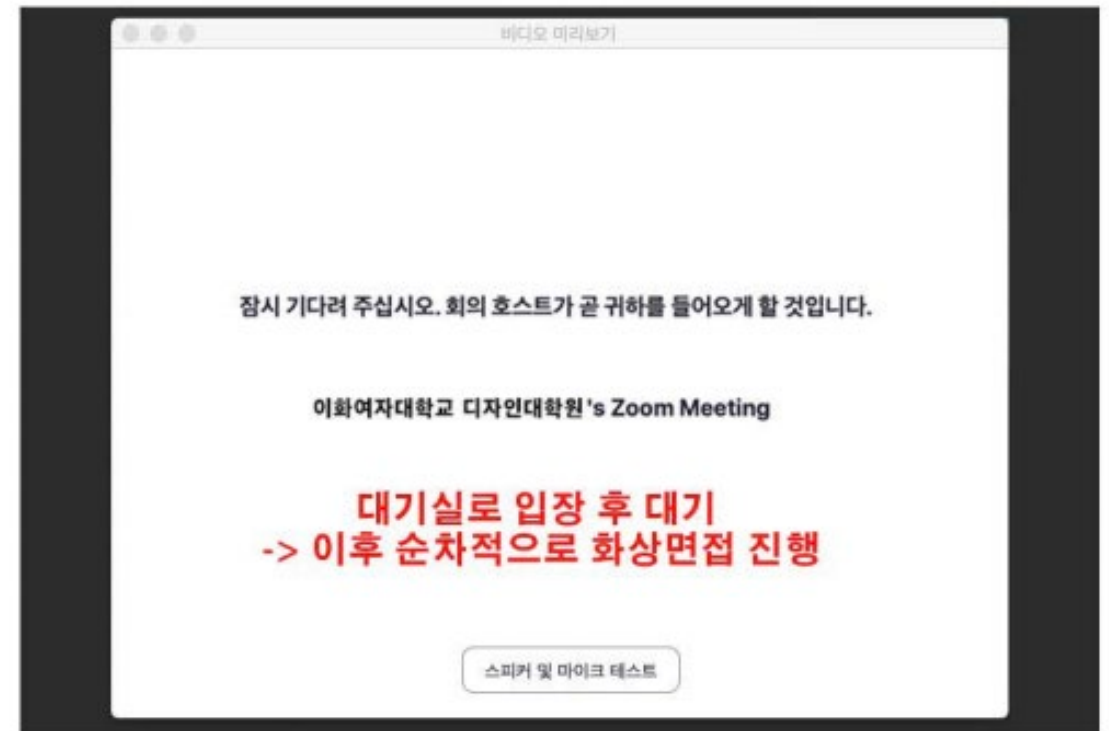 비디오 미리보기
잠시 기다려 주십시오. 회의 호스트가 곧 귀하를 들어오게 할 것입니다.
이화여자대학교 디자인대학원's Zoom Meeting
대기실로 입장 후 대기
-> 이후 순차적으로 화상면접 진행
스피커 및 마이크 테스트